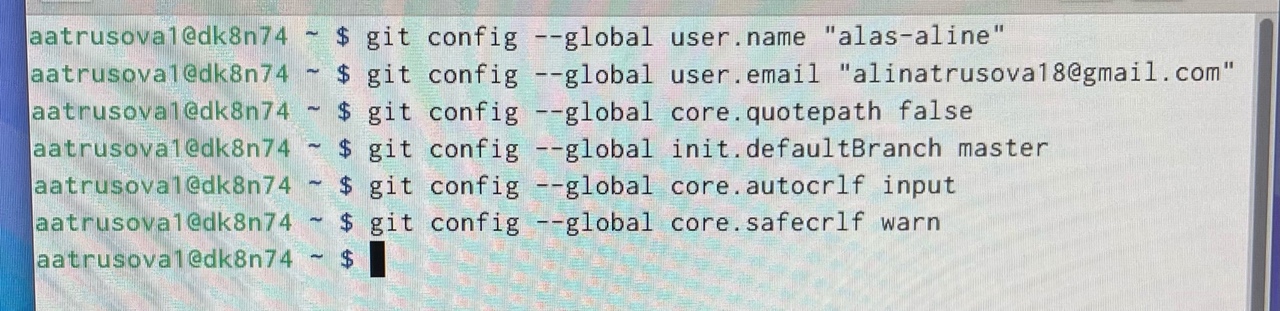 aatrusova1@dk8n74 ~ $ git config --global user.name "alas-aline"
aatrusova1@dk8n74 ~ $ git config --global user.email "alinatrusova18@gmail.com"
aatrusova1@dk8n74 ~ $ git config --global core.quotepath false
aatrusova1@dk8n74 ~ $ git config --global init.defaultBranch master
aatrusova1@dk8n74 ~ $ git config --global core.autocrlf input
aatrusova1@dk8n74 ~ $ git config --global core.safecrlf warn
aatrusova1@dk8n74 ~ $